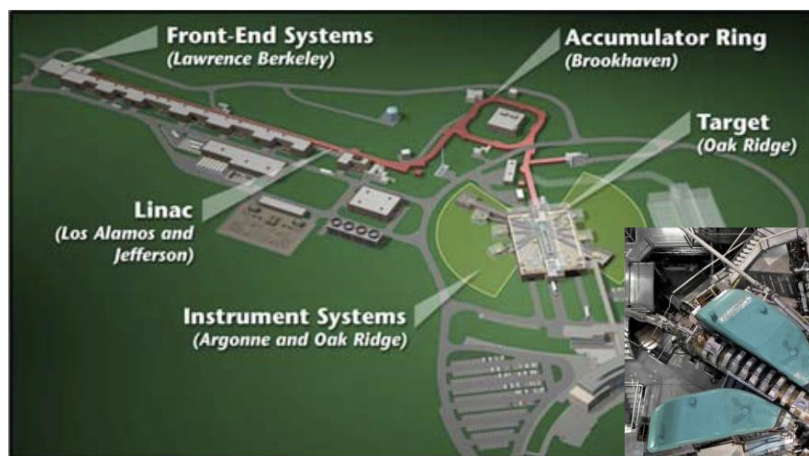 Front-End Systems
(Lawrence Berkeley)
Accumulator Ring
(Brookhaven)
Target
(Oak Ridge)
Linac
(Los Alamos and
Jefferson)
Instrument Systems
(Argonne and Oak Ridge)